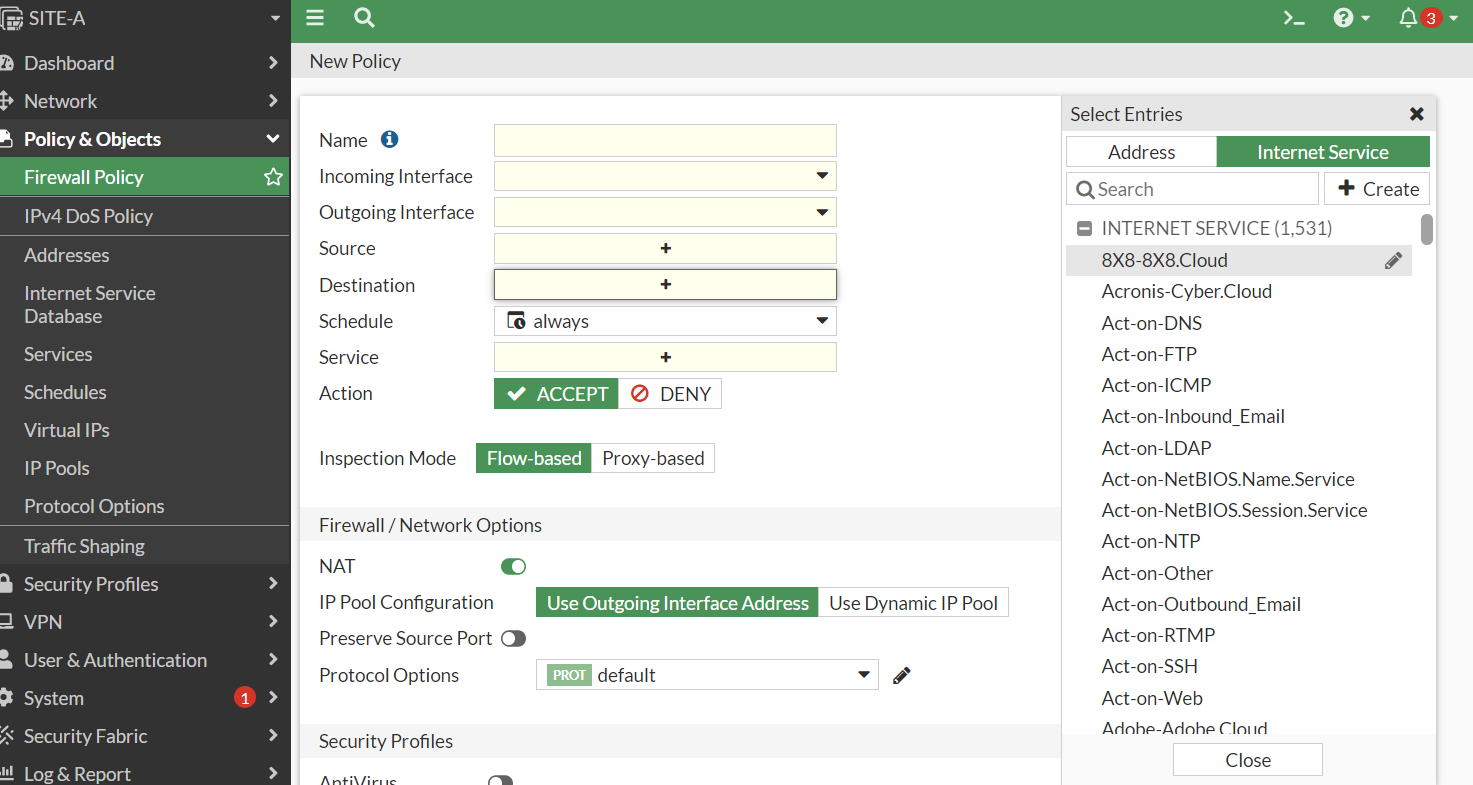 SITE-A
3
Dashboard
Network
Policy & Objects
Firewall Policy
IPv4 DoS Policy
Addresses
Internet Service
Database
Services
Schedules
Virtual IPs
IP Pools
Protocol Options
Traffic Shaping
Security Profiles
VPN
User & Authentication
System 1
Security Fabric
Log & Report
New Policy
Name
Incoming Interface
Outgoing Interface
Source +
Destination +
Schedule always
Service +
Action ACCEPT DENY
Inspection Mode Flow-based Proxy-based
Firewall / Network Options
NAT
IP Pool Configuration Use Outgoing Interface Address Use Dynamic IP Pool
Preserve Source Port
Protocol Options PROT default
Security Profiles
AntiVirus
Select Entries
Address Internet Service
Search + Create
INTERNET SERVICE (1,531)
8X8-8X8.Cloud
Acronis-Cyber.Cloud
Act-on-DNS
Act-on-FTP
Act-on-ICMP
Act-on-Inbound_Email
Act-on-LDAP
Act-on-NetBIOS.Name.Service
Act-on-NetBIOS.Session.Service
Act-on-NTP
Act-on-Other
Act-on-Outbound_Email
Act-on-RTMP
Act-on-SSH
Act-on-Web
Adobe-Adobe.Cloud
Close